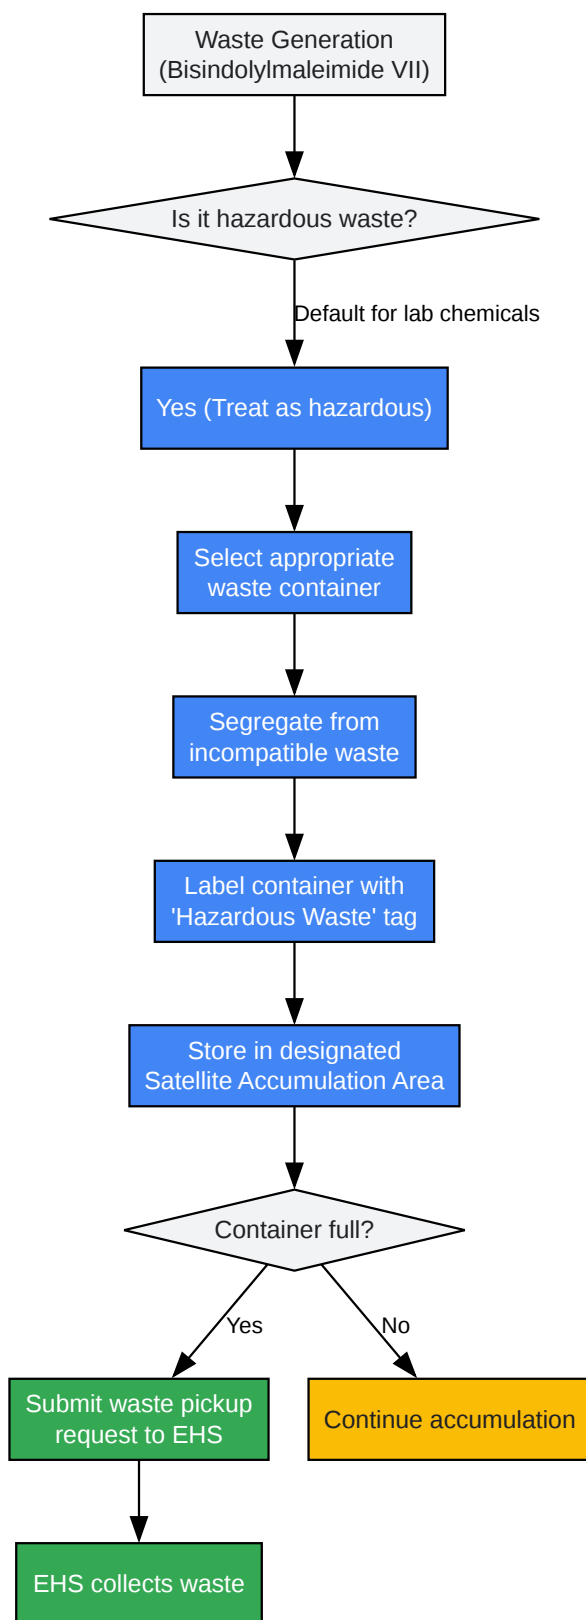 Waste Generation
(Bisindolylmaleimide VII)
Is it hazardous waste?
Default for lab chemicals
Yes (Treat as hazardous)
Select appropriate
waste container
Segregate from
incompatible waste
Label container with
'Hazardous Waste' tag
Store in designated
Satellite Accumulation Area
Container full?
Yes
No
Submit waste pickup
request to EHS
Continue accumulation
EHS collects waste